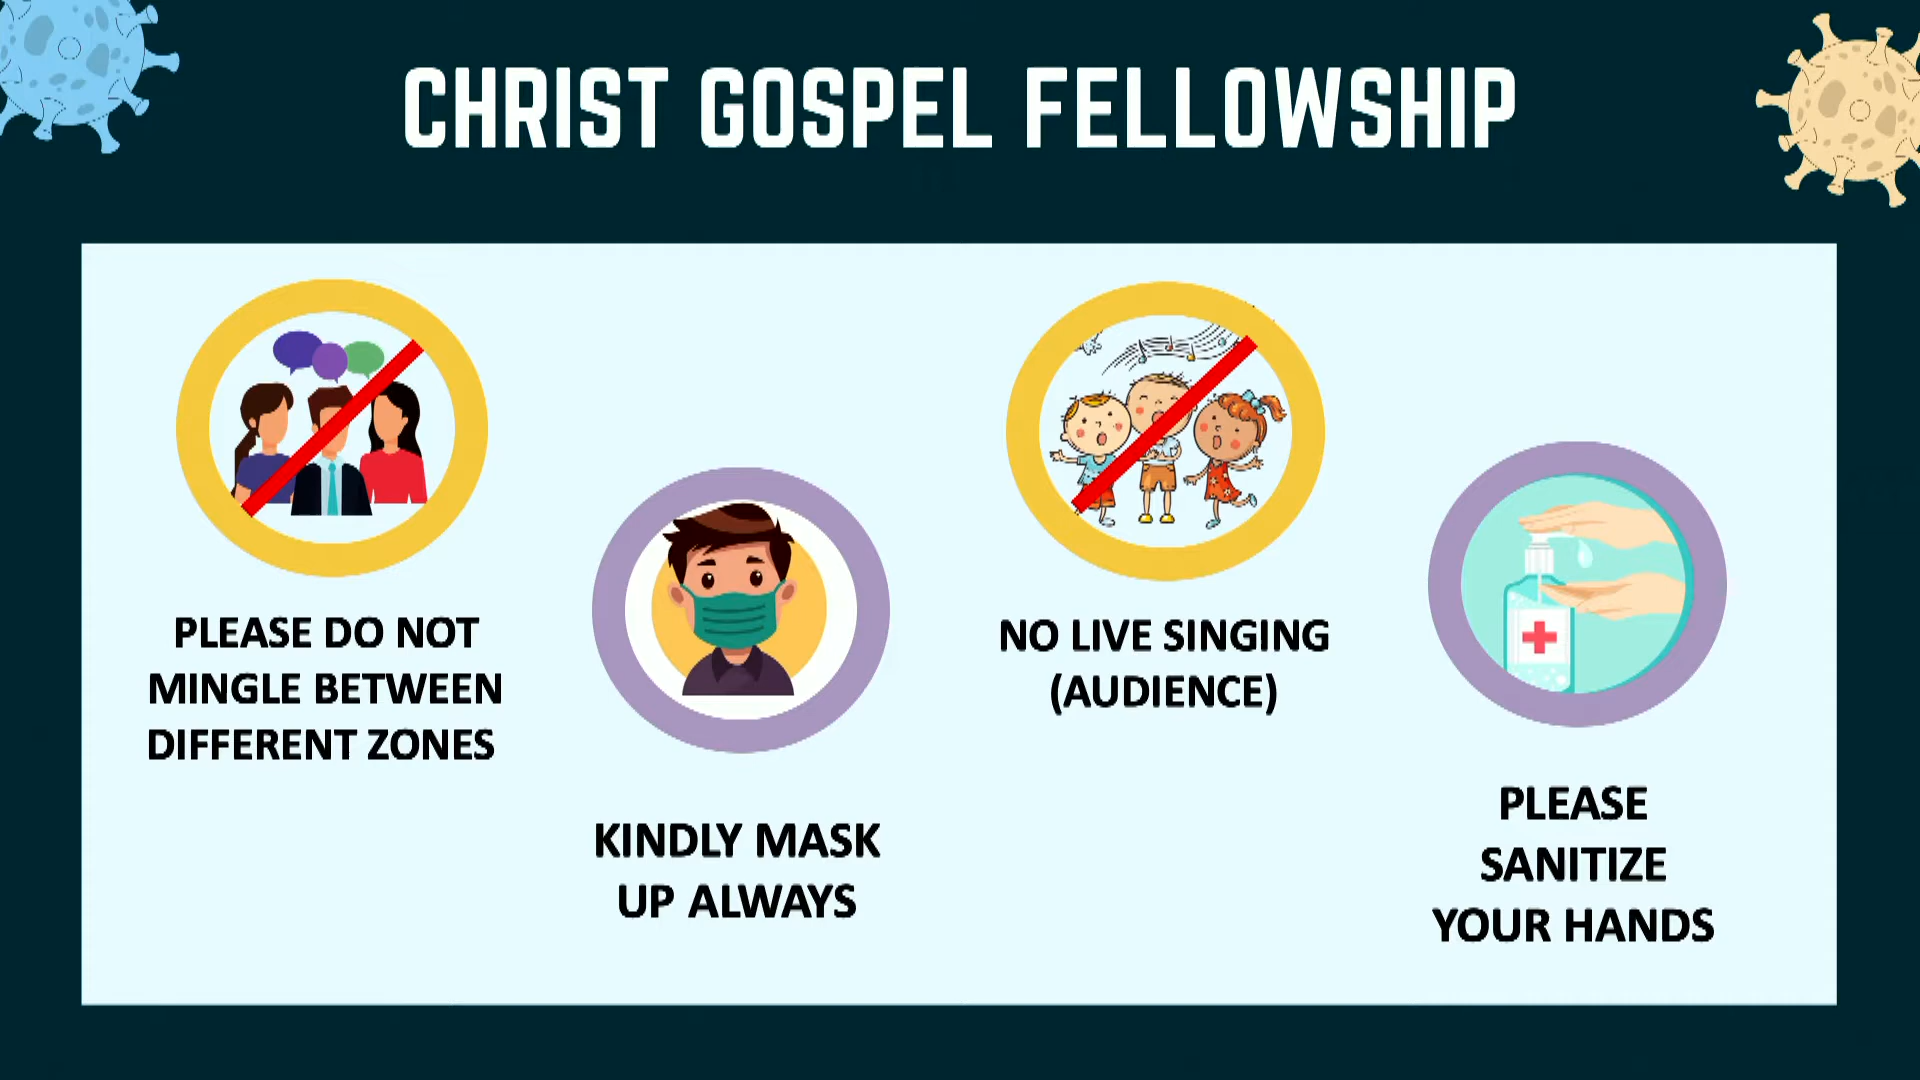 CHRIST GOSPEL FELLOWSHIP
PLEASE DO NOT
MINGLE BETWEEN
DIFFERENT ZONES
KINDLY MASK
UP ALWAYS
NO LIVE SINGING
(AUDIENCE)
PLEASE
SANITIZE
YOUR HANDS